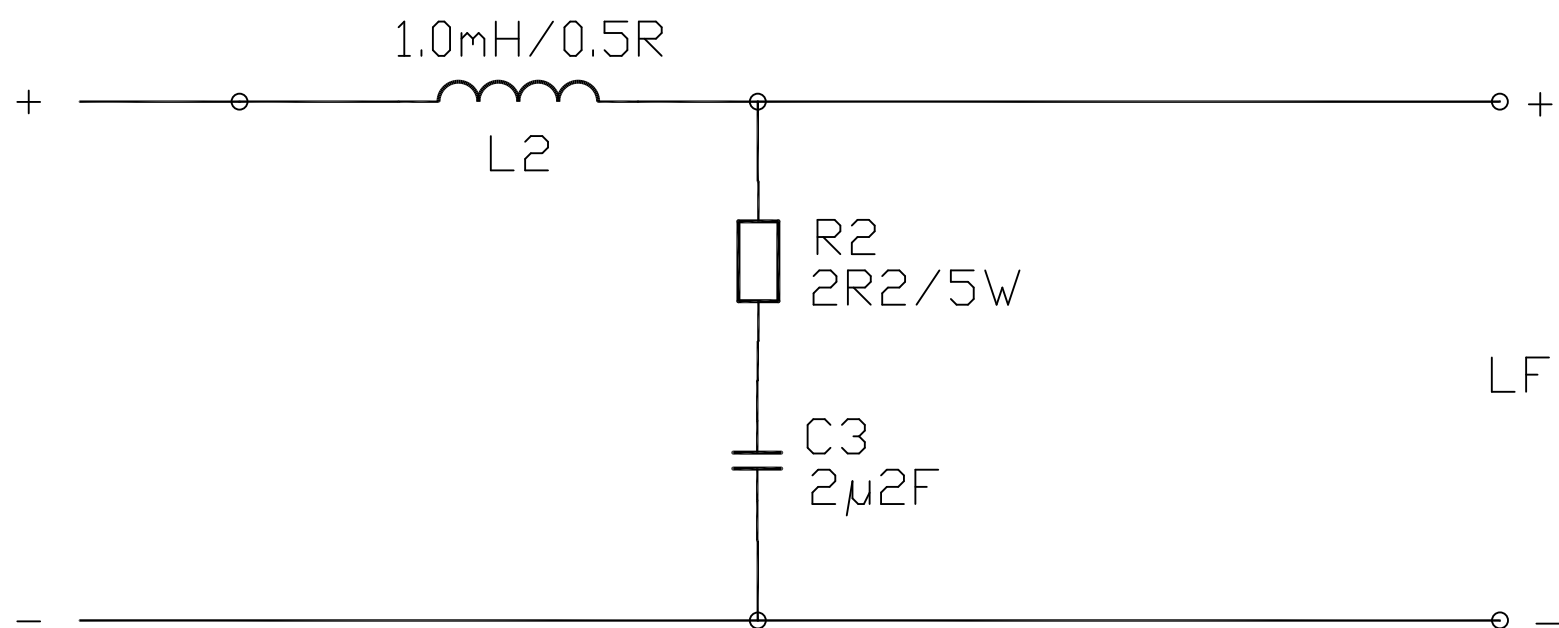 1.0mH/0.5R
+ +
L2
R2
2R2/5W
LF
C3
2µ2F
− −